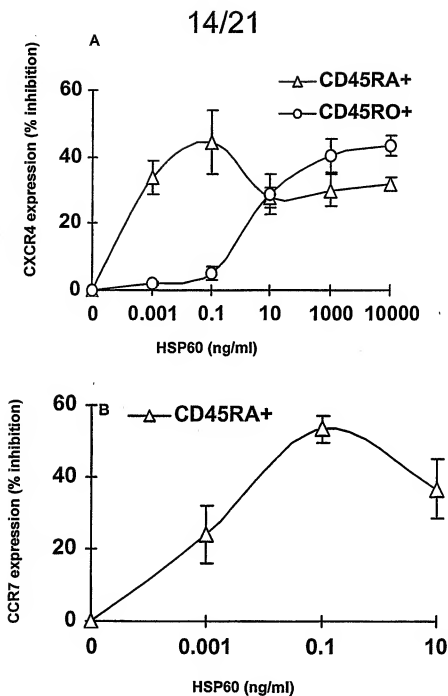 14/21
A
CD45RA+
CD45RO+
CXCR4 expression (% inhibition)
60
40
20
0
0 0.001 0.1 10 1000 10000
HSP60 (ng/ml)
B
CD45RA+
CCR7 expression (% inhibition)
60
40
20
0
0 0.001 0.1 10
HSP60 (ng/ml)